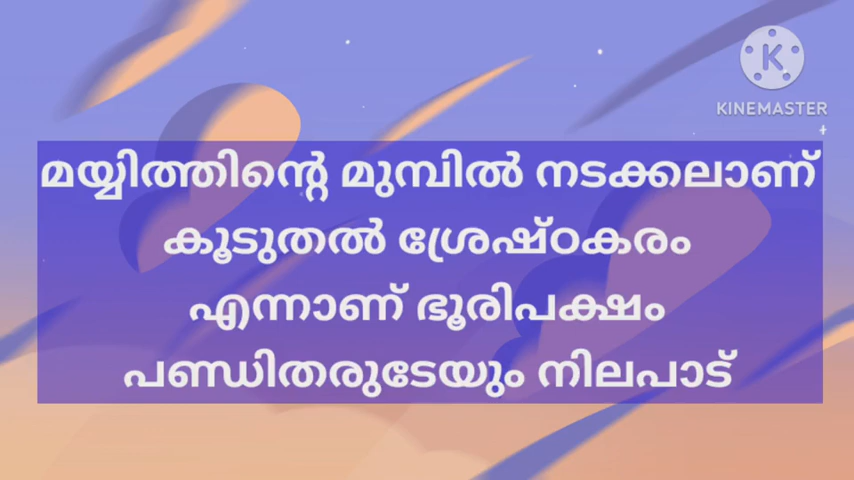 KINEMASTER
മയ്യിത്തിന്റെ മുമ്പിൽ നടക്കലാണ്
കൂടുതൽ ശ്രേഷ്ഠകരം
എന്നാണ് ഭൂരിപക്ഷം
പണ്ഡിതരുടേയും നിലപാട്